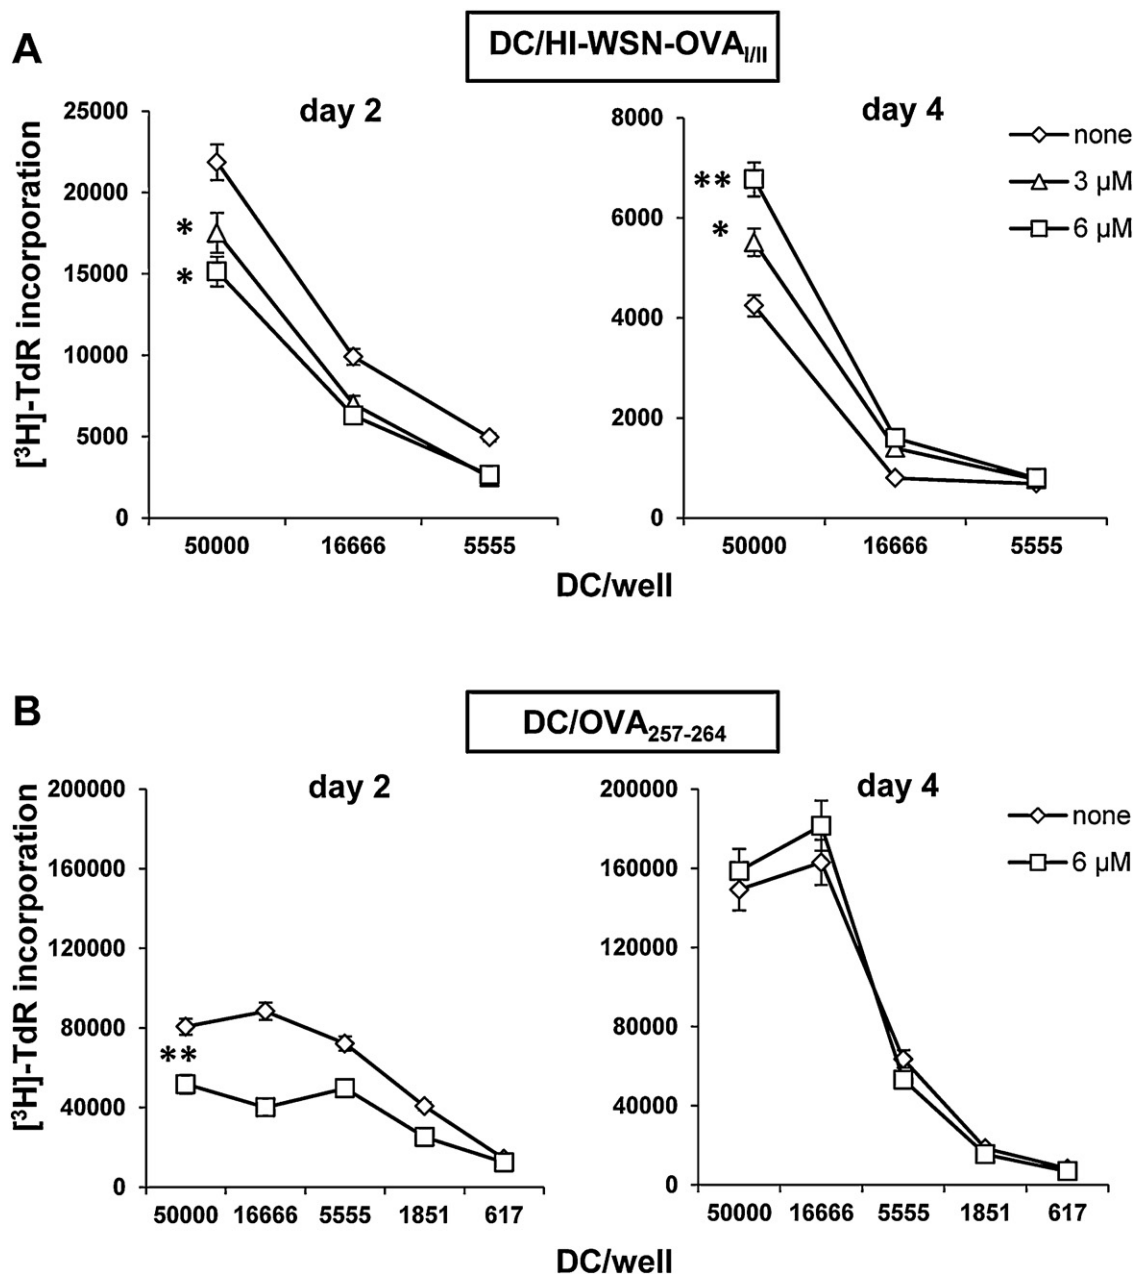 A
DC/HI-WSN-OVA I/II
day 2
day 4
[³H]-TdR incorporation
25000
20000
15000
10000
5000
0
50000 16666 5555
8000
6000
4000
2000
0
50000 16666 5555
none
3 µM
6 µM
**
*
*
*
DC/well
B
DC/OVA257-264
day 2
day 4
[³H]-TdR incorporation
200000
160000
120000
80000
40000
0
50000 16666 5555 1851 617
**
200000
160000
120000
80000
40000
0
50000 16666 5555 1851 617
none
6 µM
DC/well